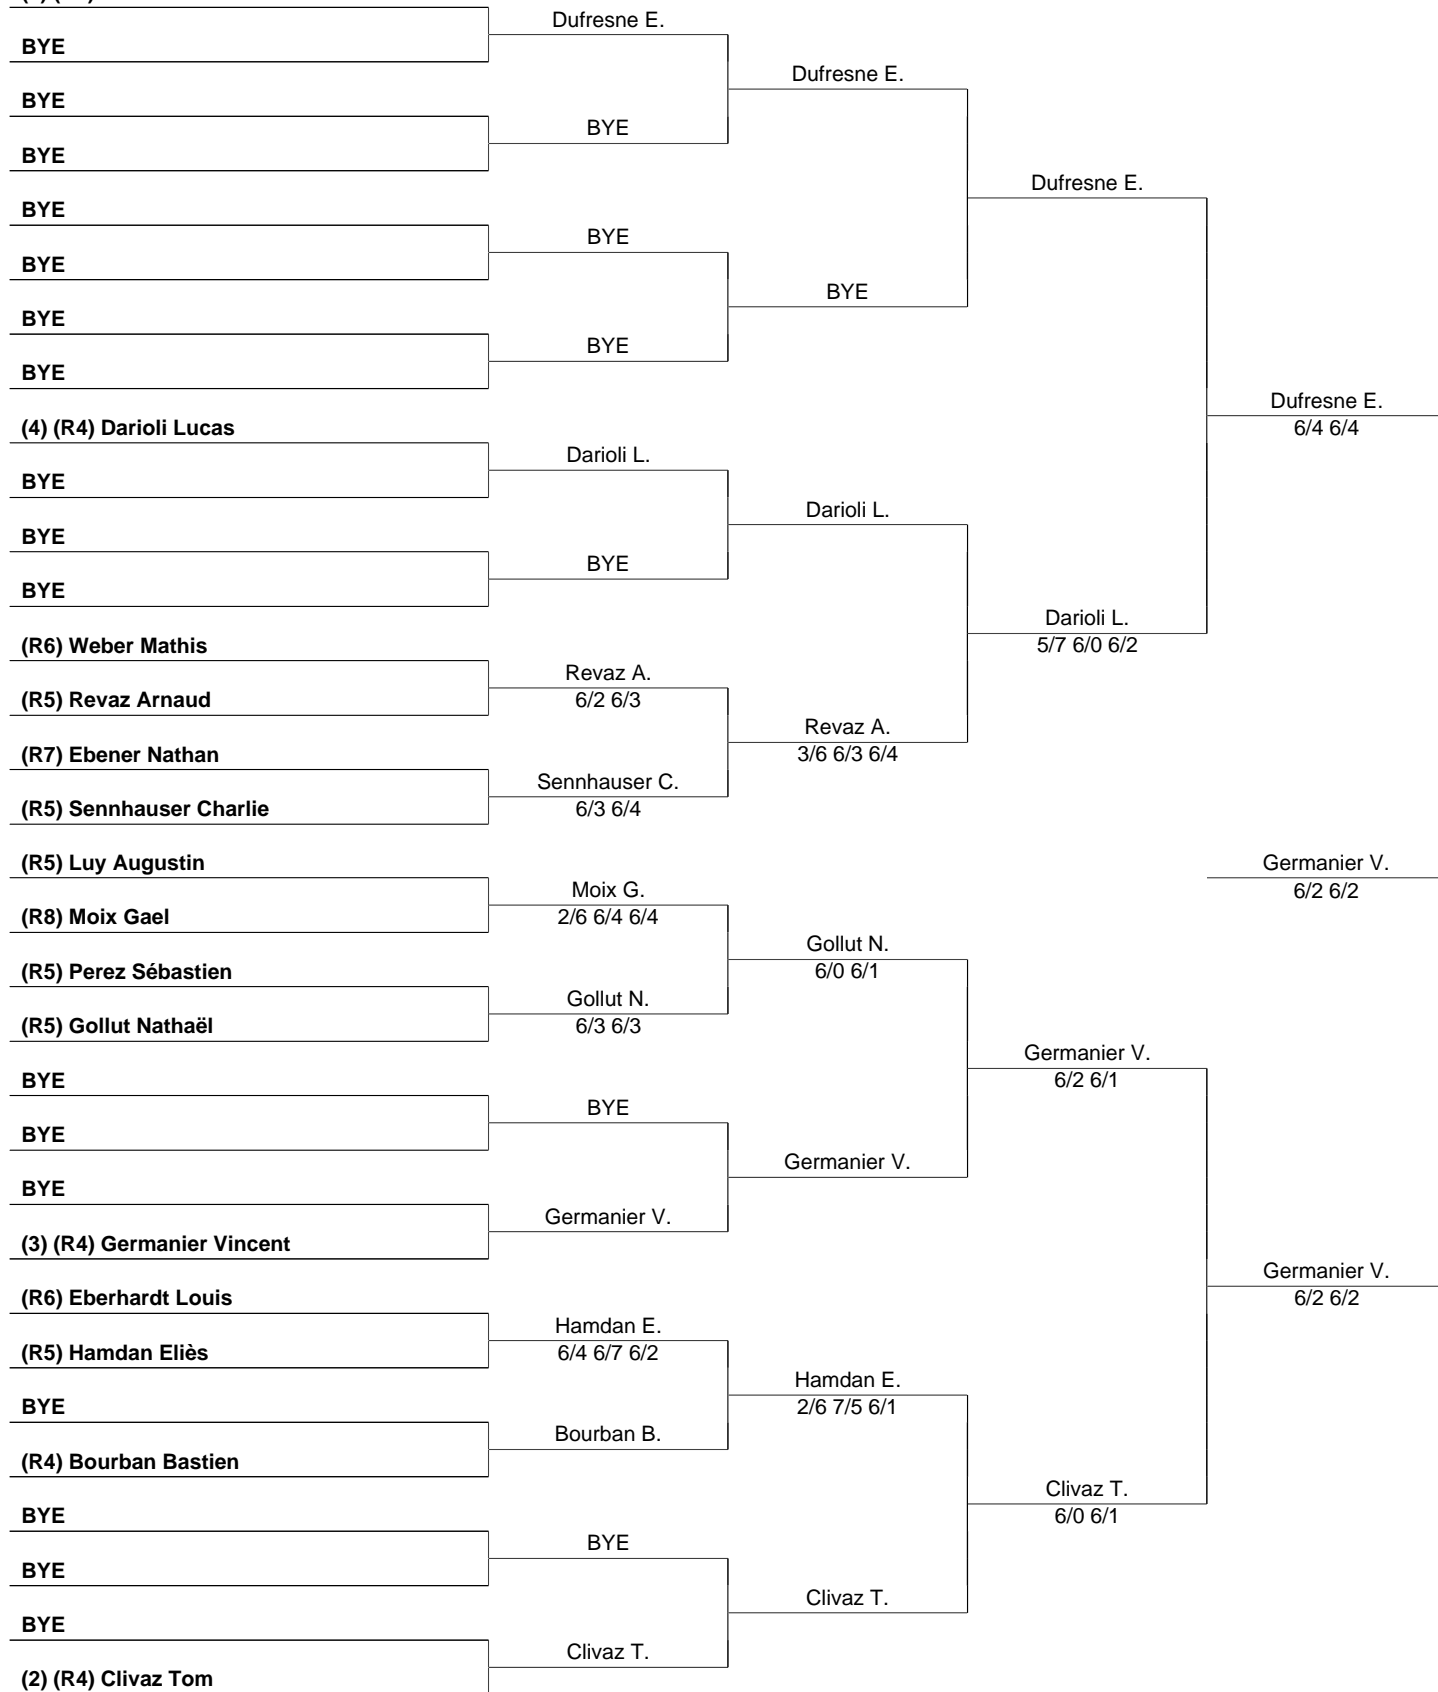 Dufresne E.
BYE
Dufresne E.
BYE
BYE
BYE
Dufresne E.
BYE
BYE
BYE
BYE
BYE
BYE
BYE
Dufresne E.
6/4 6/4
(4) (R4) Darioli Lucas
Darioli L.
BYE
Darioli L.
BYE
BYE
BYE
Darioli L.
5/7 6/0 6/2
(R6) Weber Mathis
Revaz A.
6/2 6/3
(R5) Revaz Arnaud
Revaz A.
3/6 6/3 6/4
(R7) Ebener Nathan
Sennhauser C.
6/3 6/4
(R5) Sennhauser Charlie
(R5) Luy Augustin
Germanier V.
6/2 6/2
Moix G.
2/6 6/4 6/4
(R8) Moix Gael
Gollut N.
6/0 6/1
(R5) Perez Sébastien
Gollut N.
6/3 6/3
(R5) Gollut Nathaël
Germanier V.
6/2 6/1
BYE
BYE
BYE
Germanier V.
BYE
Germanier V.
(3) (R4) Germanier Vincent
Germanier V.
6/2 6/2
(R6) Eberhardt Louis
Hamdan E.
6/4 6/7 6/2
(R5) Hamdan Eliès
Hamdan E.
2/6 7/5 6/1
BYE
Bourban B.
(R4) Bourban Bastien
Clivaz T.
6/0 6/1
BYE
BYE
BYE
Clivaz T.
BYE
Clivaz T.
(2) (R4) Clivaz Tom